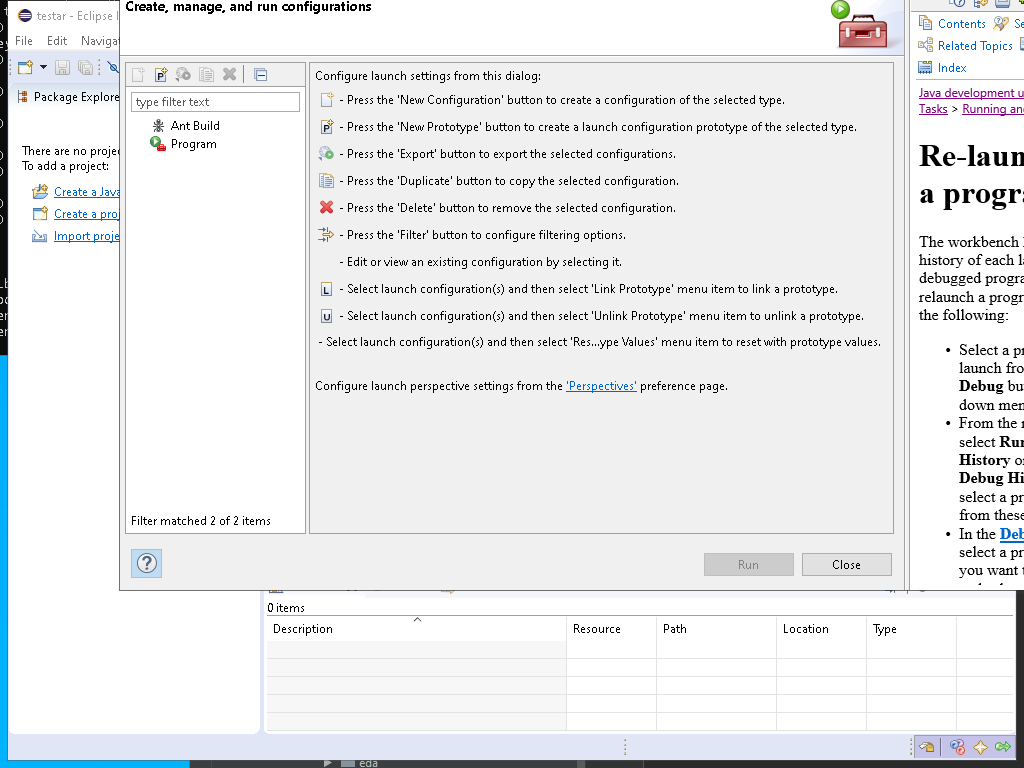 Create, manage, and run configurations
testar - Eclipse
File Edit Navigat
Package Explore
There are no projec
To add a project:
Create a Java
Create a proj
Import proje
type filter text
Ant Build
Program
Filter matched 2 of 2 items
Configure launch settings from this dialog:
- Press the 'New Configuration' button to create a configuration of the selected type.
P - Press the 'New Prototype' button to create a launch configuration prototype of the selected type.
- Press the 'Export' button to export the selected configurations.
- Press the 'Duplicate' button to copy the selected configuration.
- Press the 'Delete' button to remove the selected configuration.
- Press the 'Filter' button to configure filtering options.
- Edit or view an existing configuration by selecting it.
L - Select launch configuration(s) and then select 'Link Prototype' menu item to link a prototype.
U - Select launch configuration(s) and then select 'Unlink Prototype' menu item to unlink a prototype.
- Select launch configuration(s) and then select 'Res...ype Values' menu item to reset with prototype values.
Configure launch perspective settings from the 'Perspectives' preference page.
?
Run
Close
Contents Se
Related Topics
Index
Java development u
Tasks > Running and
Re-laun
a progra
The workbench
history of each la
debugged progra
relaunch a progr
the following:
• Select a pr
launch fro
Debug bu
down men
• From the
select Run
History o
Debug Hi
select a pr
from these
• In the Deb
select a pr
you want t
0 items
Description Resource Path Location Type
eda